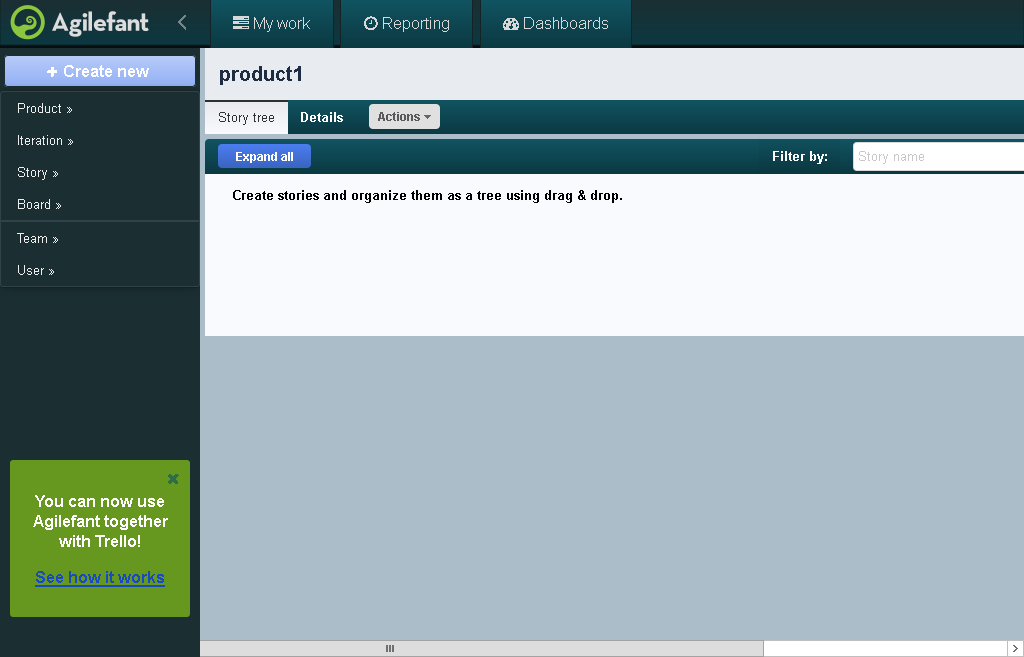 Agilefant
My work
Reporting
Dashboards
Create new
product1
Product »
Iteration »
Story »
Board »
Team »
User »
Story tree
Details
Actions
Expand all
Filter by:
Story name
Create stories and organize them as a tree using drag & drop.
You can now use
Agilefant together
with Trello!
See how it works